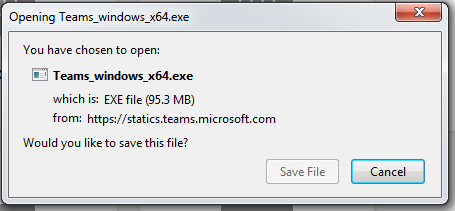 Opening Teams_windows_x64.exe
You have chosen to open:
Teams_windows_x64.exe
which is: EXE file (95.3 MB)
from: https://statics.teams.microsoft.com
Would you like to save this file?
Save File Cancel